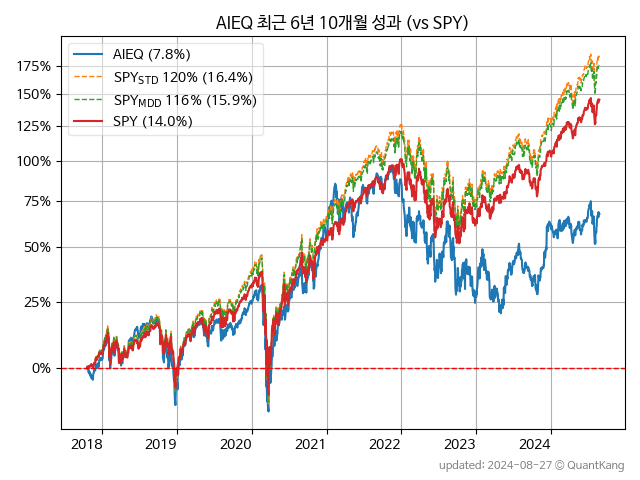 AIEQ 최근 6년 10개월 성과 (vs SPY)
AIEQ (7.8%)
SPY_STD 120% (16.4%)
SPY_MDD 116% (15.9%)
SPY (14.0%)
175%
150%
125%
100%
75%
50%
25%
0%
2018 2019 2020 2021 2022 2023 2024
updated: 2024-08-27 © QuantKang